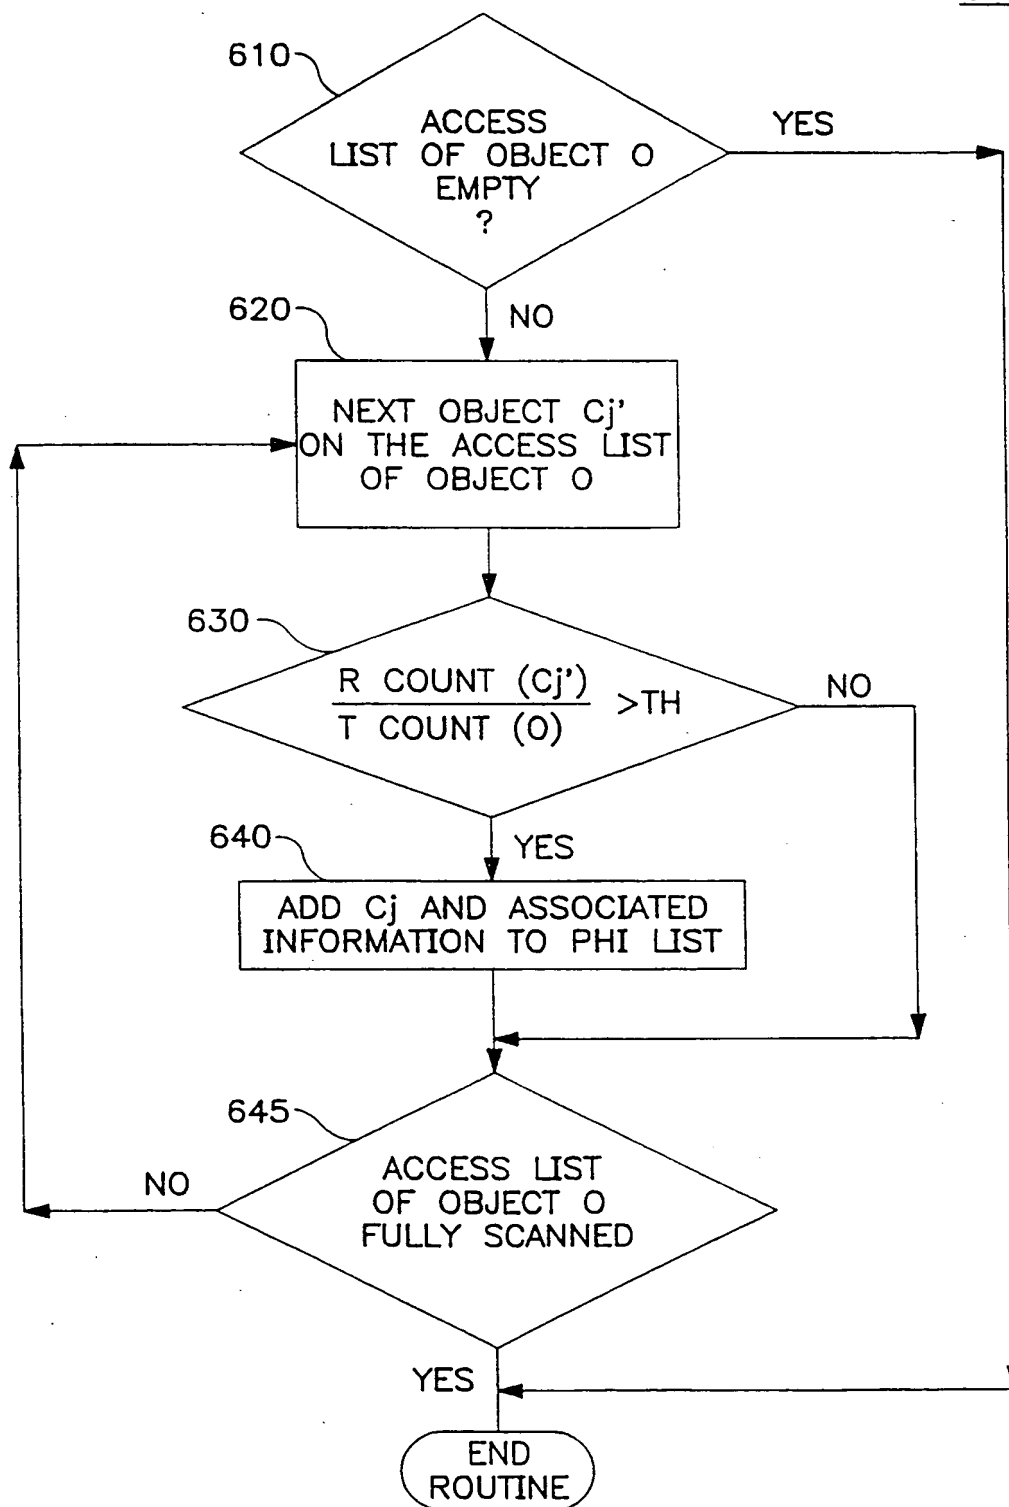 610
ACCESS
LIST OF OBJECT O
EMPTY
?
YES
NO
620
NEXT OBJECT Cj'
ON THE ACCESS LIST
OF OBJECT O
630
R COUNT (Cj')
T COUNT (O)
>TH
NO
YES
640
ADD Cj AND ASSOCIATED
INFORMATION TO PHI LIST
645
ACCESS LIST
OF OBJECT O
FULLY SCANNED
NO
YES
END
ROUTINE